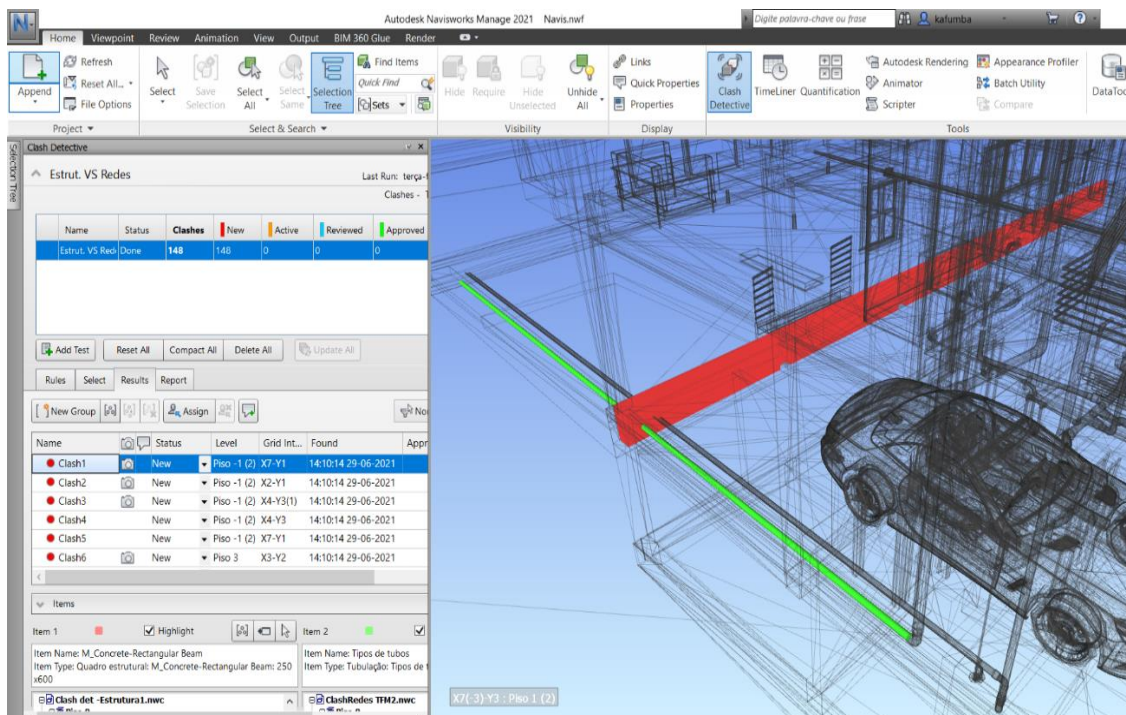 Autodesk Navisworks Manage 2021 Navis.nwf
Digite palavra-chave ou frase
kafumba
Home Viewpoint Review Animation View Output BIM 360 Glue Render
Append
Refresh
Reset All...
File Options
Project
Select
Save Selection
Select All
Select Same
Selection Tree
Find Items
Quick Find
Sets
Select & Search
Hide
Require
Hide Unselected
Unhide All
Visibility
Links
Quick Properties
Properties
Display
Clash Detective
TimeLiner
Quantification
Autodesk Rendering
Animator
Scripter
Appearance Profiler
Batch Utility
Compare
DataToo
Tools
Selection Tree
Clash Detective
Estrut. VS Redes
Last Run: terça-f
Clashes - T
Name Status Clashes New Active Reviewed Approved
Estrut. VS Red Done 148 148 0 0 0
Add Test Reset All Compact All Delete All Update All
Rules Select Results Report
New Group Assign No
Name Status Level Grid Int... Found Appr
Clash1 New Piso -1 (2) X7-Y1 14:10:14 29-06-2021
Clash2 New Piso -1 (2) X2-Y1 14:10:14 29-06-2021
Clash3 New Piso -1 (2) X4-Y3(1) 14:10:14 29-06-2021
Clash4 New Piso -1 (2) X4-Y3 14:10:14 29-06-2021
Clash5 New Piso -1 (2) X7-Y1 14:10:14 29-06-2021
Clash6 New Piso 3 X3-Y2 14:10:14 29-06-2021
Items
Item 1 Highlight Item 2
Item Name: M_Concrete-Rectangular Beam
Item Type: Quadro estrutural: M_Concrete-Rectangular Beam: 250
x600
Item Name: Tipos de tubos
Item Type: Tubulação: Tipos de t
Clash det -Estrutura1.nwc
ClashRedes TFM2.nwc
X7(-3)-Y3 : Piso 1 (2)